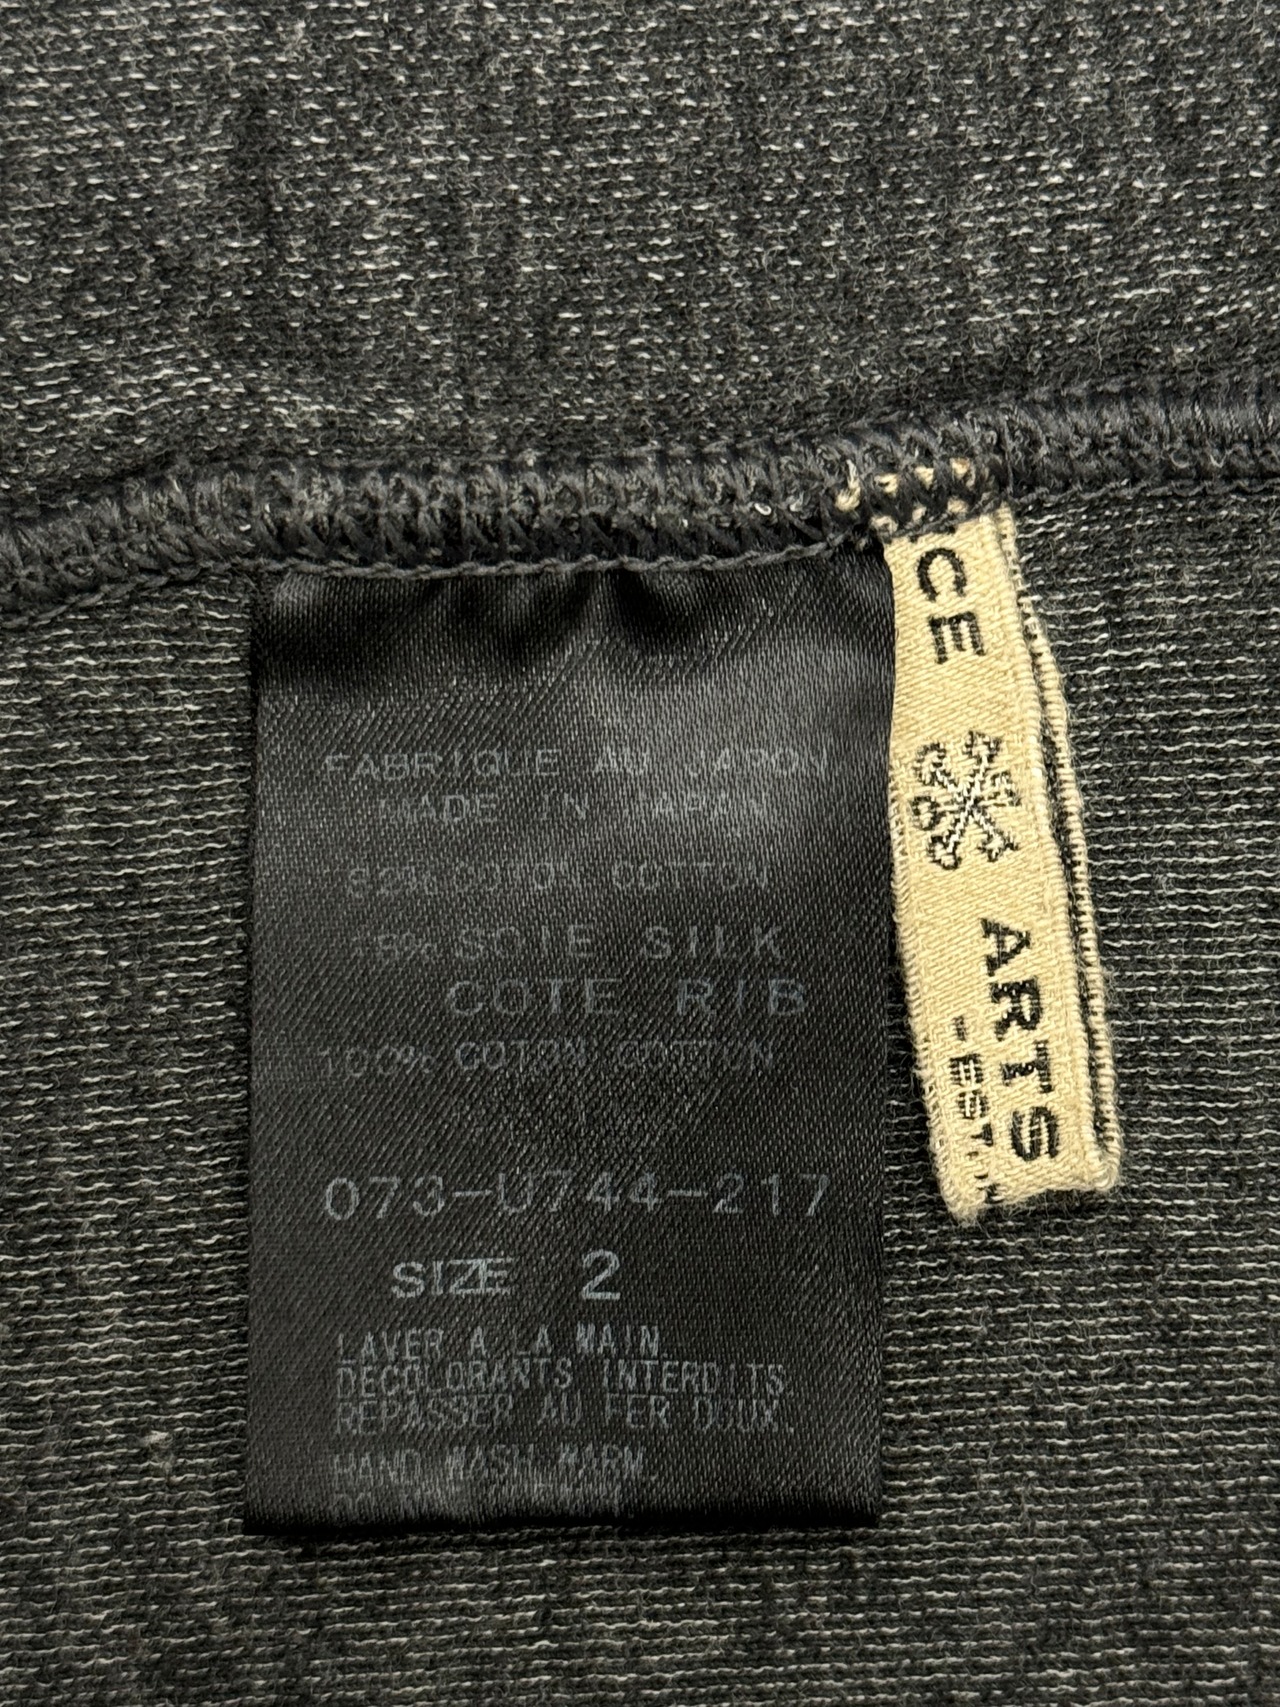 FABRIQUE AU JAPON
MADE IN JAPAN
COTON COTTON
SOIE SILK
COTE RIB
100% COTON COTTON
073-U744-217
SIZE 2
LAVER A LA MAIN
DECOLORANTS INTERDITS.
REPASSER AU FER DOUX.
HAND WASH WARM.
CE
ARTS
-EST.